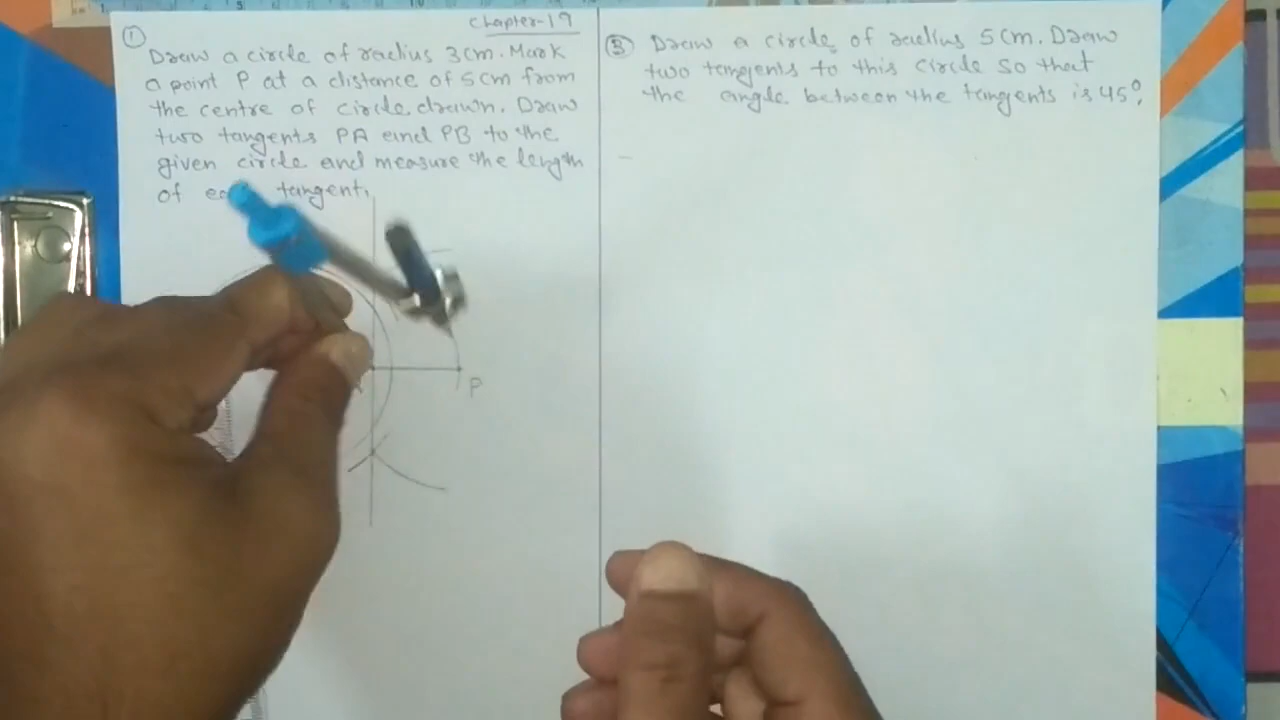 Chapter-19
①
Draw a circle of radius 3cm. Mark
a point P at a distance of 5cm from
the centre of circle drawn. Draw
two tangents PA and PB to the
given circle and measure the length
of tangent.
P
③ Draw a circle of radius 5cm. Draw
two tangents to this circle so that
the angle between the tangents is 45°.